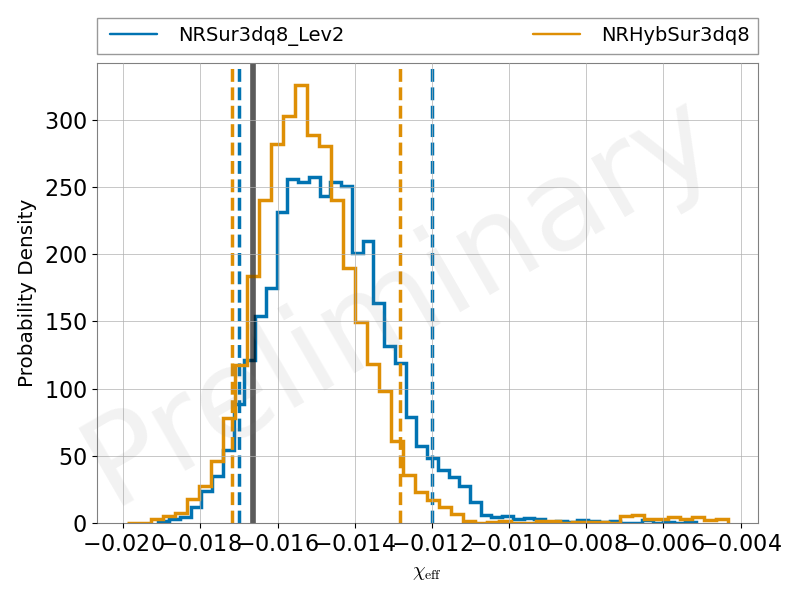 NRSur3dq8_Lev2 NRHybSur3dq8
300
250
200
150
100
50
0
Probability Density
Preliminary
−0.020 −0.018 −0.016 −0.014 −0.012 −0.010 −0.008 −0.006 −0.004
χeff